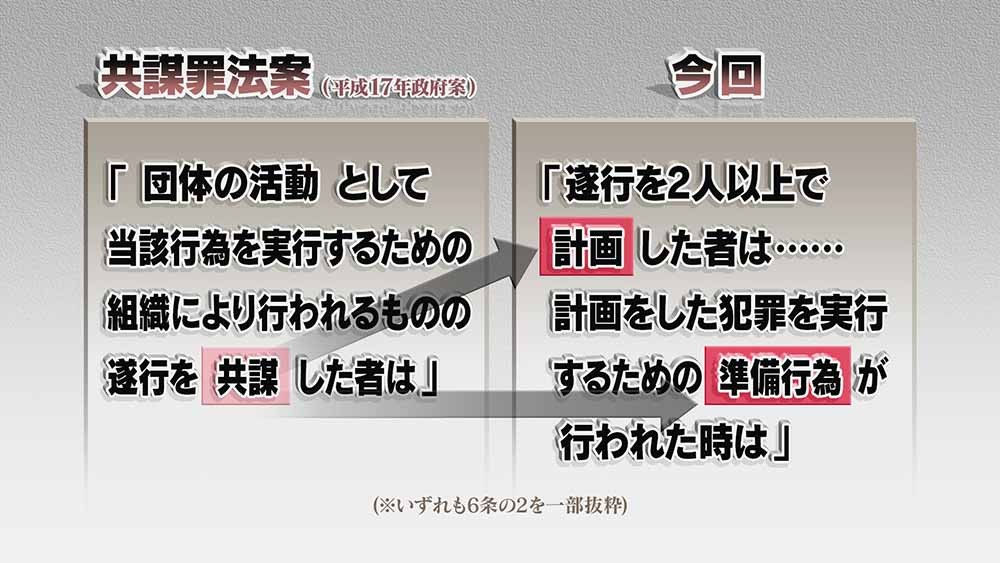 共謀罪法案(平成17年政府案)
「団体の活動 として
当該行為を実行するための
組織により行われるものの
遂行を 共謀 した者は」
今回
「遂行を2人以上で
計画 した者は……
計画をした犯罪を実行
するための 準備行為 が
行われた時は」
(※いずれも6条の2を一部抜粋)